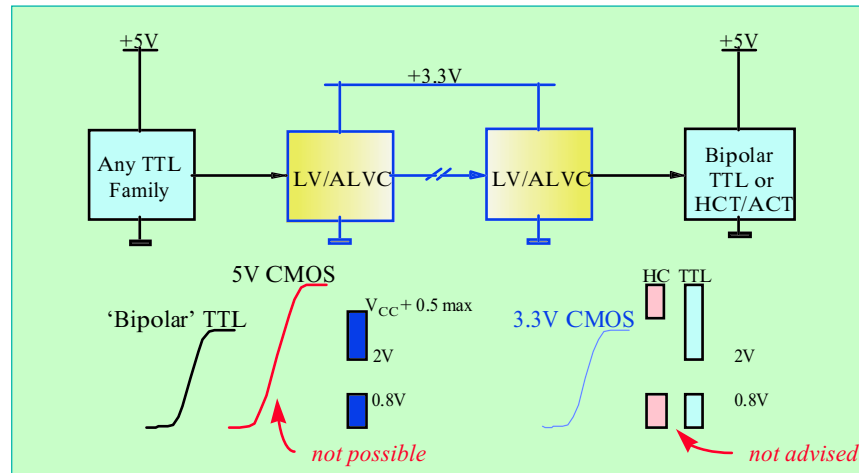 +5V
+5V
+3.3V
Any TTL
Family
LV/ALVC
LV/ALVC
Bipolar
TTL or
HCT/ACT
5V CMOS
HC TTL
V_CC + 0.5 max
‘Bipolar’ TTL
3.3V CMOS
2V
2V
0.8V
0.8V
not possible
not advised